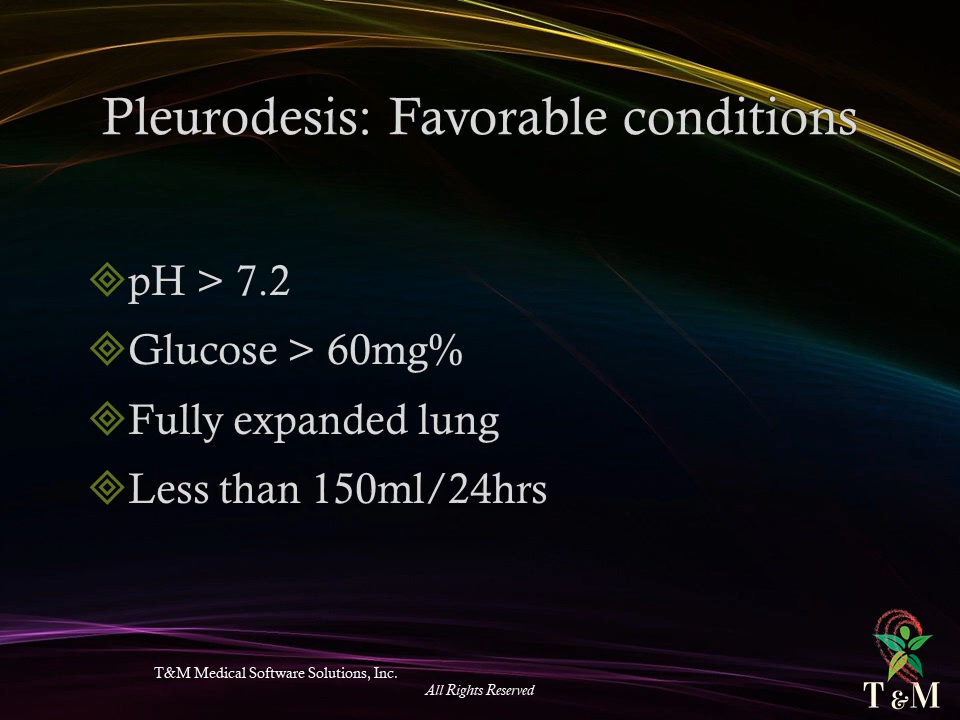 Pleurodesis: Favorable conditions
pH > 7.2
Glucose > 60mg%
Fully expanded lung
Less than 150ml/24hrs
T&M Medical Software Solutions, Inc.
All Rights Reserved
T & M